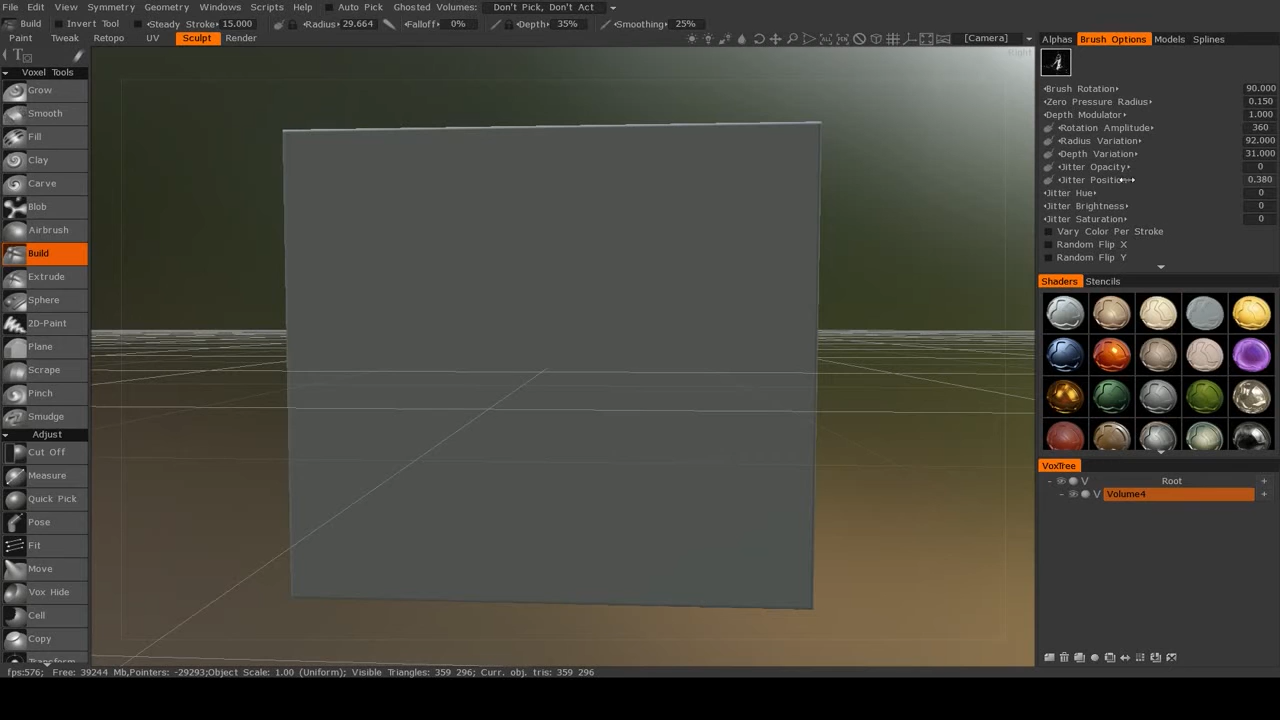 File Edit View Symmetry Geometry Windows Scripts Help Auto Pick Ghosted Volumes: Don't Pick, Don't Act
Build Invert Tool Steady Stroke 15.000 Radius 29.664 Falloff 0% Depth 35% Smoothing 25%
Paint Tweak Retopo UV Sculpt Render [Camera]
Alphas Brush Options Models Splines
Right
Voxel Tools
Grow
Smooth
Fill
Clay
Carve
Blob
Airbrush
Build
Extrude
Sphere
2D-Paint
Plane
Scrape
Pinch
Smudge
Adjust
Cut Off
Measure
Quick Pick
Pose
Fit
Move
Vox Hide
Cell
Copy
Transform
Brush Rotation 90.000
Zero Pressure Radius 0.150
Depth Modulator 1.000
Rotation Amplitude 360
Radius Variation 92.000
Depth Variation 31.000
Jitter Opacity 0
Jitter Position 0.380
Jitter Hue 0
Jitter Brightness 0
Jitter Saturation 0
Vary Color Per Stroke
Random Flip X
Random Flip Y
Shaders Stencils
VoxTree
V Root +
V Volume4 +
fps:576; Free: 39244 Mb,Pointers: -29293;Object Scale: 1.00 (Uniform); Visible Triangles: 359 296; Curr. obj. tris: 359 296